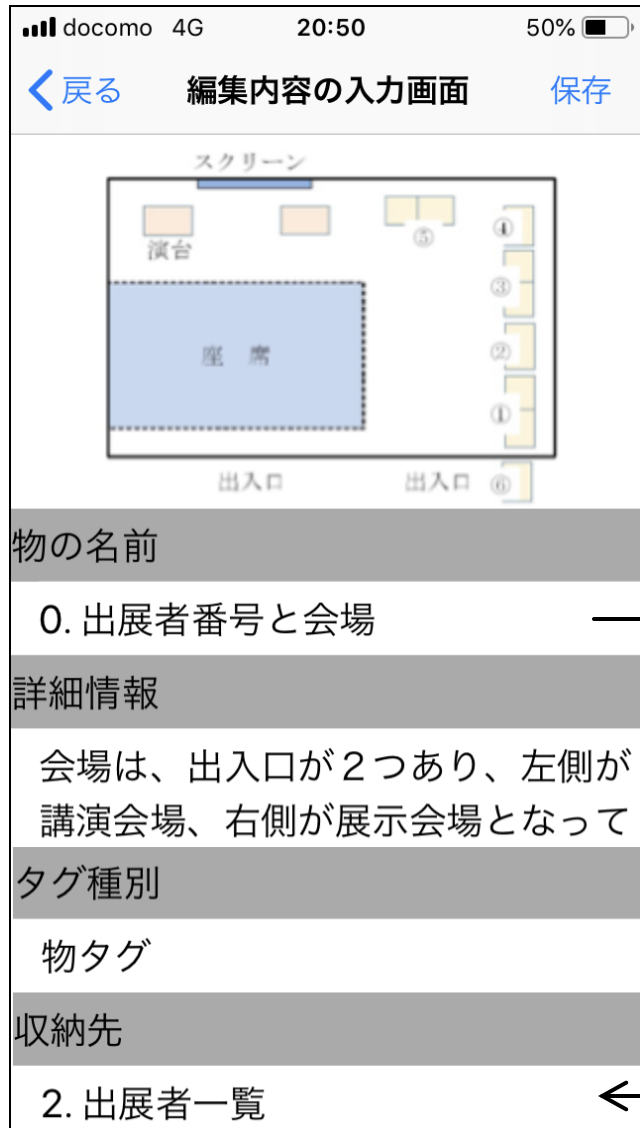 docomo 4G 20:50 50%
戻る 編集内容の入力画面 保存
スクリーン
演台
⑤
④
③
座 席
②
①
出入口 出入口 ⑥
物の名前
0. 出展者番号と会場
詳細情報
会場は、出入口が２つあり、左側が
講演会場、右側が展示会場となって
タグ種別
物タグ
収納先
2. 出展者一覧